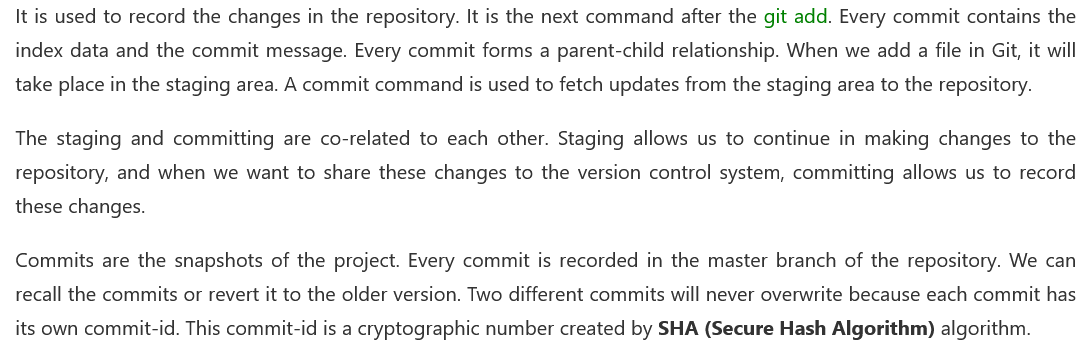 It is used to record the changes in the repository. It is the next command after the git add. Every commit contains the
index data and the commit message. Every commit forms a parent-child relationship. When we add a file in Git, it will
take place in the staging area. A commit command is used to fetch updates from the staging area to the repository.
The staging and committing are co-related to each other. Staging allows us to continue in making changes to the
repository, and when we want to share these changes to the version control system, committing allows us to record
these changes.
Commits are the snapshots of the project. Every commit is recorded in the master branch of the repository. We can
recall the commits or revert it to the older version. Two different commits will never overwrite because each commit has
its own commit-id. This commit-id is a cryptographic number created by SHA (Secure Hash Algorithm) algorithm.